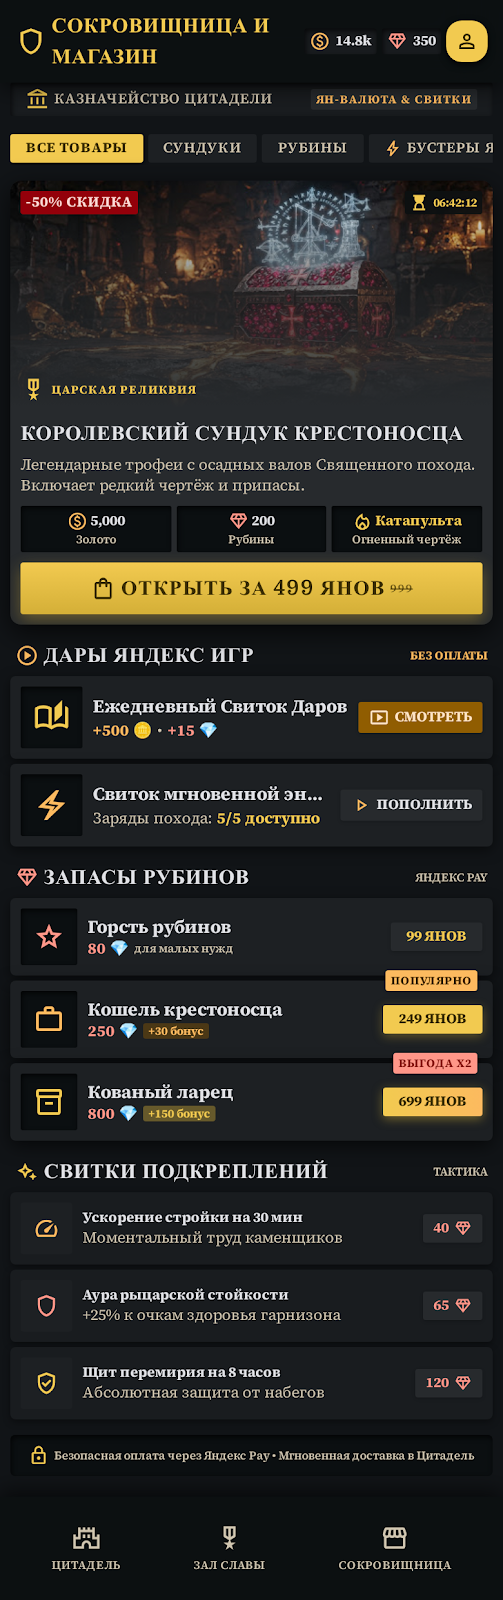 СОКРОВИЩНИЦА И
МАГАЗИН
14.8k
350
КАЗНАЧЕЙСТВО ЦИТАДЕЛИ
ЯН-ВАЛЮТА & СВИТКИ
ВСЕ ТОВАРЫ
СУНДУКИ
РУБИНЫ
БУСТЕРЫ Я
-50% СКИДКА
06:42:12
ЦАРСКАЯ РЕЛИКВИЯ
КОРОЛЕВСКИЙ СУНДУК КРЕСТОНОСЦА
Легендарные трофеи с осадных валов Священного похода.
Включает редкий чертёж и припасы.
5,000
Золото
200
Рубины
Катапульта
Огненный чертёж
ОТКРЫТЬ ЗА 499 ЯНОВ 999
ДАРЫ ЯНДЕКС ИГР
БЕЗ ОПЛАТЫ
Ежедневный Свиток Даров
+500 🪙 • +15 💎
СМОТРЕТЬ
Свиток мгновенной эн...
Заряды похода: 5/5 доступно
ПОПОЛНИТЬ
ЗАПАСЫ РУБИНОВ
ЯНДЕКС PAY
Горсть рубинов
80 💎 для малых нужд
99 ЯНОВ
ПОПУЛЯРНО
Кошель крестоносца
250 💎 +30 бонус
249 ЯНОВ
ВЫГОДА X2
Кованый ларец
800 💎 +150 бонус
699 ЯНОВ
СВИТКИ ПОДКРЕПЛЕНИЙ
ТАКТИКА
Ускорение стройки на 30 мин
Моментальный труд каменщиков
40
Аура рыцарской стойкости
+25% к очкам здоровья гарнизона
65
Щит перемирия на 8 часов
Абсолютная защита от набегов
120
Безопасная оплата через Яндекс Pay • Мгновенная доставка в Цитадель
ЦИТАДЕЛЬ
ЗАЛ СЛАВЫ
СОКРОВИЩНИЦА